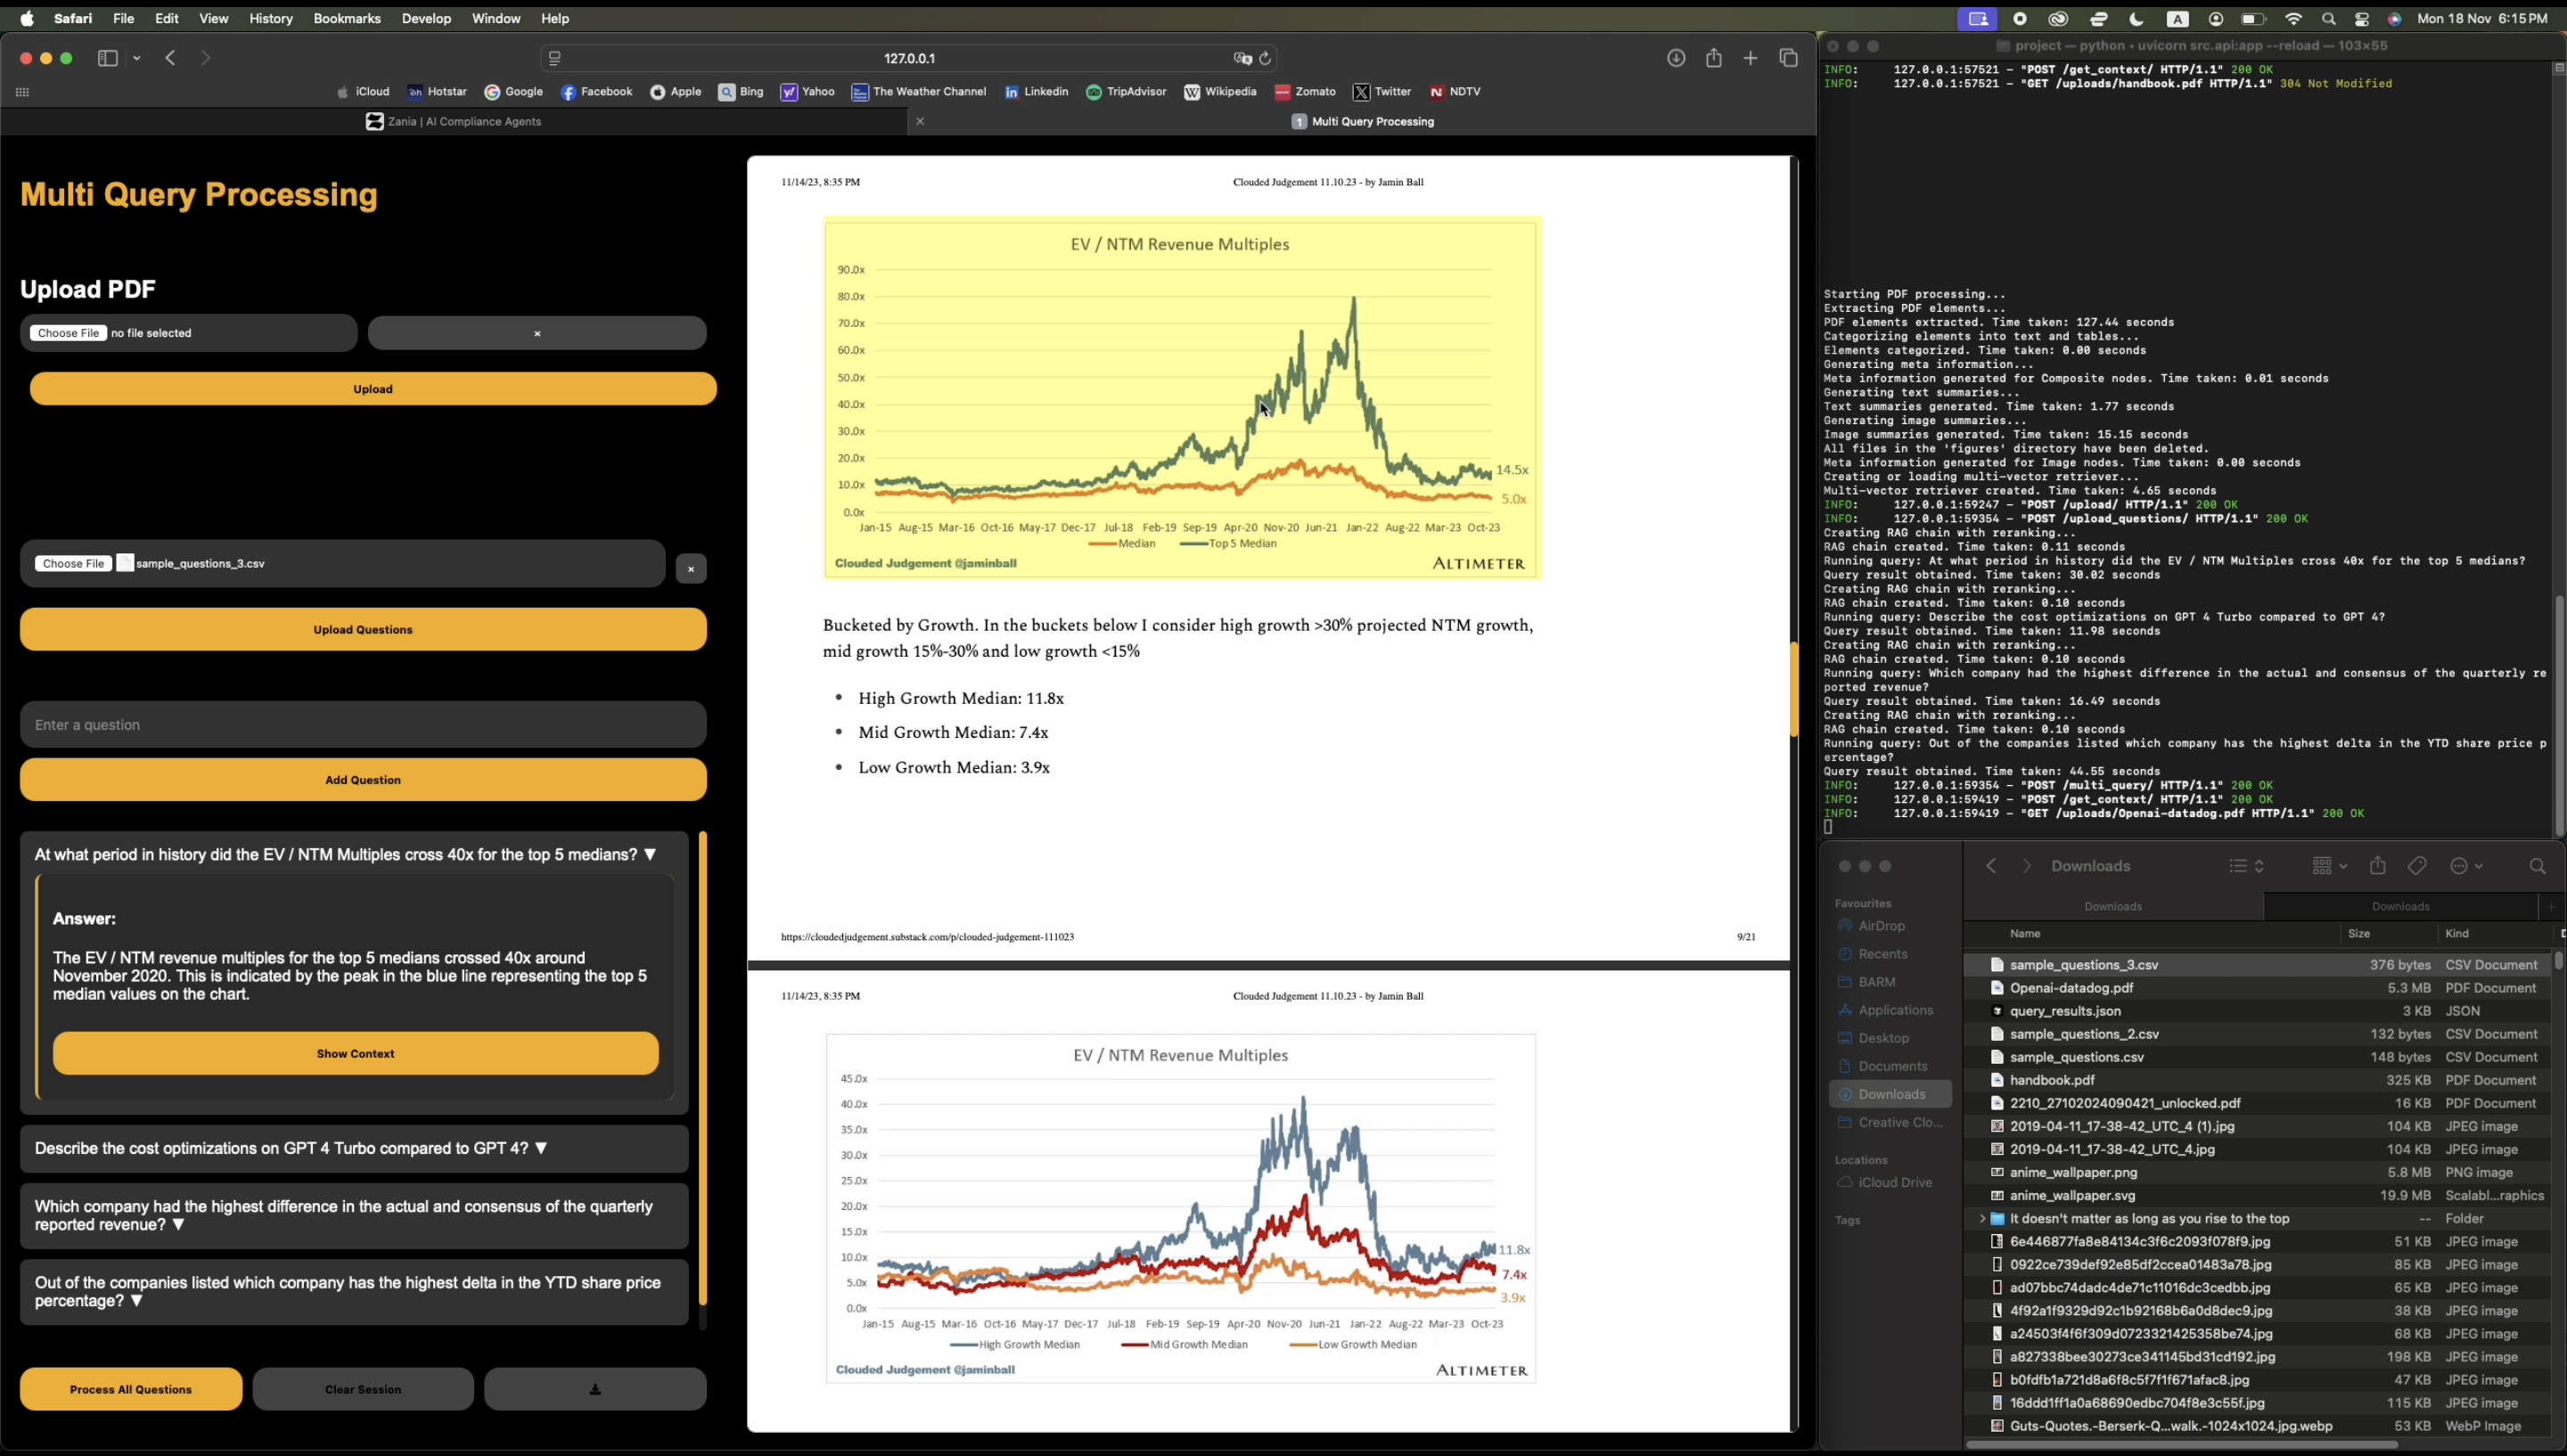 Safari File Edit View History Bookmarks Develop Window Help
A Mon 18 Nov 6:15 PM
127.0.0.1
iCloud Hotstar Google Facebook Apple Bing Yahoo The Weather Channel Linkedin TripAdvisor Wikipedia Zomato Twitter NDTV
Zania | AI Compliance Agents
1 Multi Query Processing
Multi Query Processing
Upload PDF
Choose File no file selected
×
Upload
Choose File sample_questions_3.csv
×
Upload Questions
Enter a question
Add Question
At what period in history did the EV / NTM Multiples cross 40x for the top 5 medians? ▼
Answer:
The EV / NTM revenue multiples for the top 5 medians crossed 40x around
November 2020. This is indicated by the peak in the blue line representing the top 5
median values on the chart.
Show Context
Describe the cost optimizations on GPT 4 Turbo compared to GPT 4? ▼
Which company had the highest difference in the actual and consensus of the quarterly
reported revenue? ▼
Out of the companies listed which company has the highest delta in the YTD share price
percentage? ▼
Process All Questions
Clear Session
11/14/23, 8:35 PM
Clouded Judgement 11.10.23 - by Jamin Ball
EV / NTM Revenue Multiples
90.0x
80.0x
70.0x
60.0x
50.0x
40.0x
30.0x
20.0x
10.0x
0.0x
14.5x
5.0x
Jan-15 Aug-15 Mar-16 Oct-16 May-17 Dec-17 Jul-18 Feb-19 Sep-19 Apr-20 Nov-20 Jun-21 Jan-22 Aug-22 Mar-23 Oct-23
Median Top 5 Median
Clouded Judgement @jaminball
ALTIMETER
Bucketed by Growth. In the buckets below I consider high growth >30% projected NTM growth,
mid growth 15%-30% and low growth <15%
• High Growth Median: 11.8x
• Mid Growth Median: 7.4x
• Low Growth Median: 3.9x
https://cloudedjudgement.substack.com/p/clouded-judgement-111023
9/21
11/14/23, 8:35 PM
Clouded Judgement 11.10.23 - by Jamin Ball
EV / NTM Revenue Multiples
45.0x
40.0x
35.0x
30.0x
25.0x
20.0x
15.0x
10.0x
5.0x
0.0x
11.8x
7.4x
3.9x
Jan-15 Aug-15 Mar-16 Oct-16 May-17 Dec-17 Jul-18 Feb-19 Sep-19 Apr-20 Nov-20 Jun-21 Jan-22 Aug-22 Mar-23 Oct-23
High Growth Median Mid Growth Median Low Growth Median
Clouded Judgement @jaminball
ALTIMETER
project — python • uvicorn src.api:app --reload — 103×55
INFO: 127.0.0.1:57521 - "POST /get_context/ HTTP/1.1" 200 OK
INFO: 127.0.0.1:57521 - "GET /uploads/handbook.pdf HTTP/1.1" 304 Not Modified
Starting PDF processing...
Extracting PDF elements...
PDF elements extracted. Time taken: 127.44 seconds
Categorizing elements into text and tables...
Elements categorized. Time taken: 0.00 seconds
Generating meta information...
Meta information generated for Composite nodes. Time taken: 0.01 seconds
Generating text summaries...
Text summaries generated. Time taken: 1.77 seconds
Generating image summaries...
Image summaries generated. Time taken: 15.15 seconds
All files in the 'figures' directory have been deleted.
Meta information generated for Image nodes. Time taken: 0.00 seconds
Creating or loading multi-vector retriever...
Multi-vector retriever created. Time taken: 4.65 seconds
INFO: 127.0.0.1:59247 - "POST /upload/ HTTP/1.1" 200 OK
INFO: 127.0.0.1:59354 - "POST /upload_questions/ HTTP/1.1" 200 OK
Creating RAG chain with reranking...
RAG chain created. Time taken: 0.11 seconds
Running query: At what period in history did the EV / NTM Multiples cross 40x for the top 5 medians?
Query result obtained. Time taken: 30.02 seconds
Creating RAG chain with reranking...
RAG chain created. Time taken: 0.10 seconds
Running query: Describe the cost optimizations on GPT 4 Turbo compared to GPT 4?
Query result obtained. Time taken: 11.98 seconds
Creating RAG chain with reranking...
RAG chain created. Time taken: 0.10 seconds
Running query: Which company had the highest difference in the actual and consensus of the quarterly re
ported revenue?
Query result obtained. Time taken: 16.49 seconds
Creating RAG chain with reranking...
RAG chain created. Time taken: 0.10 seconds
Running query: Out of the companies listed which company has the highest delta in the YTD share price p
ercentage?
Query result obtained. Time taken: 44.55 seconds
INFO: 127.0.0.1:59354 - "POST /multi_query/ HTTP/1.1" 200 OK
INFO: 127.0.0.1:59419 - "POST /get_context/ HTTP/1.1" 200 OK
INFO: 127.0.0.1:59419 - "GET /uploads/Openai-datadog.pdf HTTP/1.1" 200 OK
Favourites
AirDrop
Recents
BARM
Applications
Desktop
Documents
Downloads
Creative Clo...
Locations
iCloud Drive
Tags
Downloads
Downloads Downloads
Name Size Kind
sample_questions_3.csv 376 bytes CSV Document
Openai-datadog.pdf 5.3 MB PDF Document
query_results.json 3 KB JSON
sample_questions_2.csv 132 bytes CSV Document
sample_questions.csv 148 bytes CSV Document
handbook.pdf 325 KB PDF Document
2210_27102024090421_unlocked.pdf 16 KB PDF Document
2019-04-11_17-38-42_UTC_4 (1).jpg 104 KB JPEG image
2019-04-11_17-38-42_UTC_4.jpg 104 KB JPEG image
anime_wallpaper.png 5.8 MB PNG image
anime_wallpaper.svg 19.9 MB Scalabl...raphics
It doesn't matter as long as you rise to the top -- Folder
6e446877fa8e84134c3f6c2093f078f9.jpg 51 KB JPEG image
0922ce739def92e85df2ccea01483a78.jpg 85 KB JPEG image
ad07bbc74dadc4de71c11016dc3cedbb.jpg 65 KB JPEG image
4f92a1f9329d92c1b92168b6a0d8dec9.jpg 38 KB JPEG image
a24503f4f6f309d0723321425358be74.jpg 68 KB JPEG image
a827338bee30273ce341145bd31cd192.jpg 198 KB JPEG image
b0fdfb1a721d8a6f8c5f7f1f671afac8.jpg 47 KB JPEG image
16ddd1ff1a0a68690edbc704f8e3c55f.jpg 115 KB JPEG image
Guts-Quotes.-Berserk-Q...walk.-1024x1024.jpg.webp 53 KB WebP Image